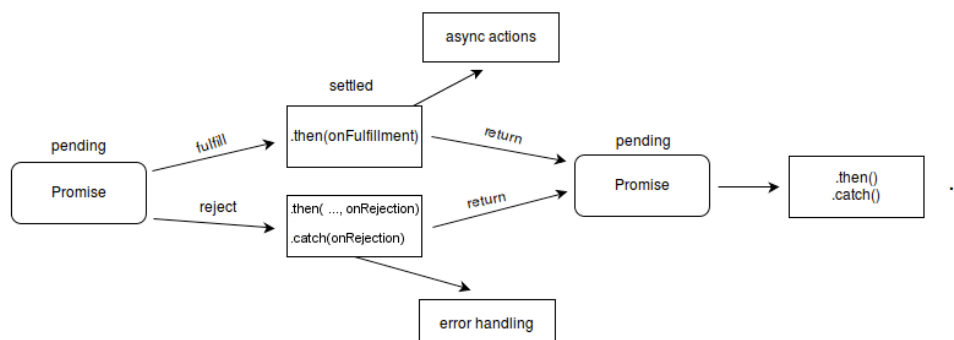 async actions
settled
.then(onFulfillment)
fulfill
return
pending
pending
Promise
Promise
.then()
.catch()
.
reject
.then( ..., onRejection)
return
.catch(onRejection)
error handling